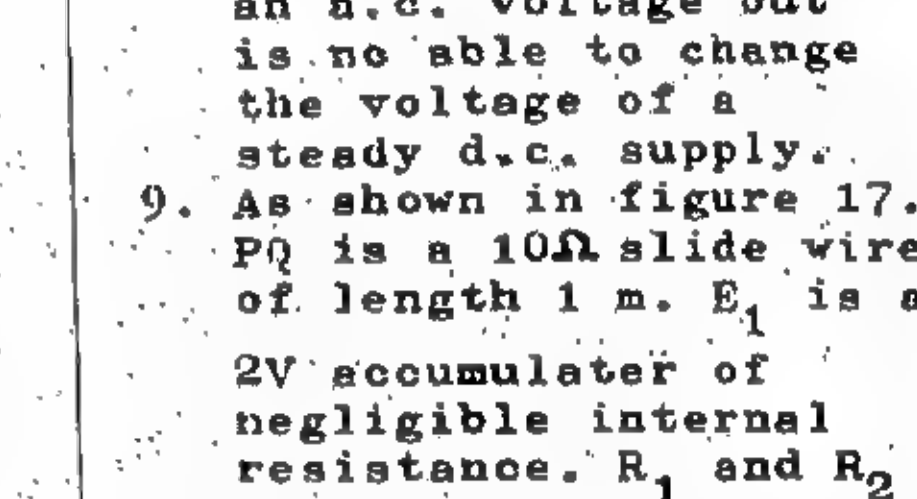 an a.c. voltage but
is no able to change
the voltage of a
steady d.c. supply.
9. As shown in figure 17.
PQ is a 10Ω slide wire
of length 1 m. E₁ is a
2V accumulater of
negligible internal
resistance. R₁ and R₂